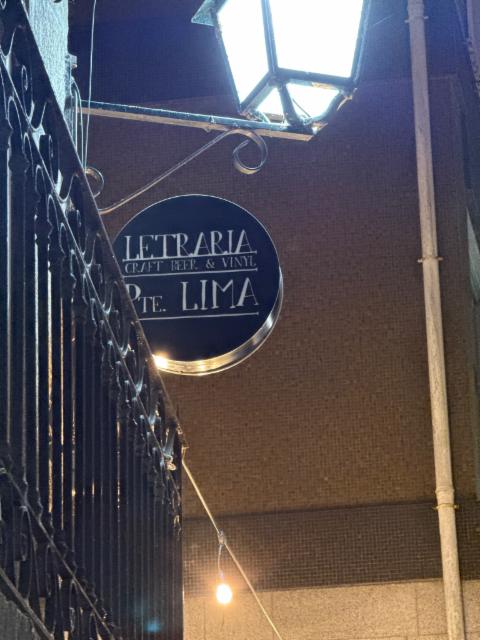 LETRARIA
CRAFT BEER & VINYL
PTE. LIMA